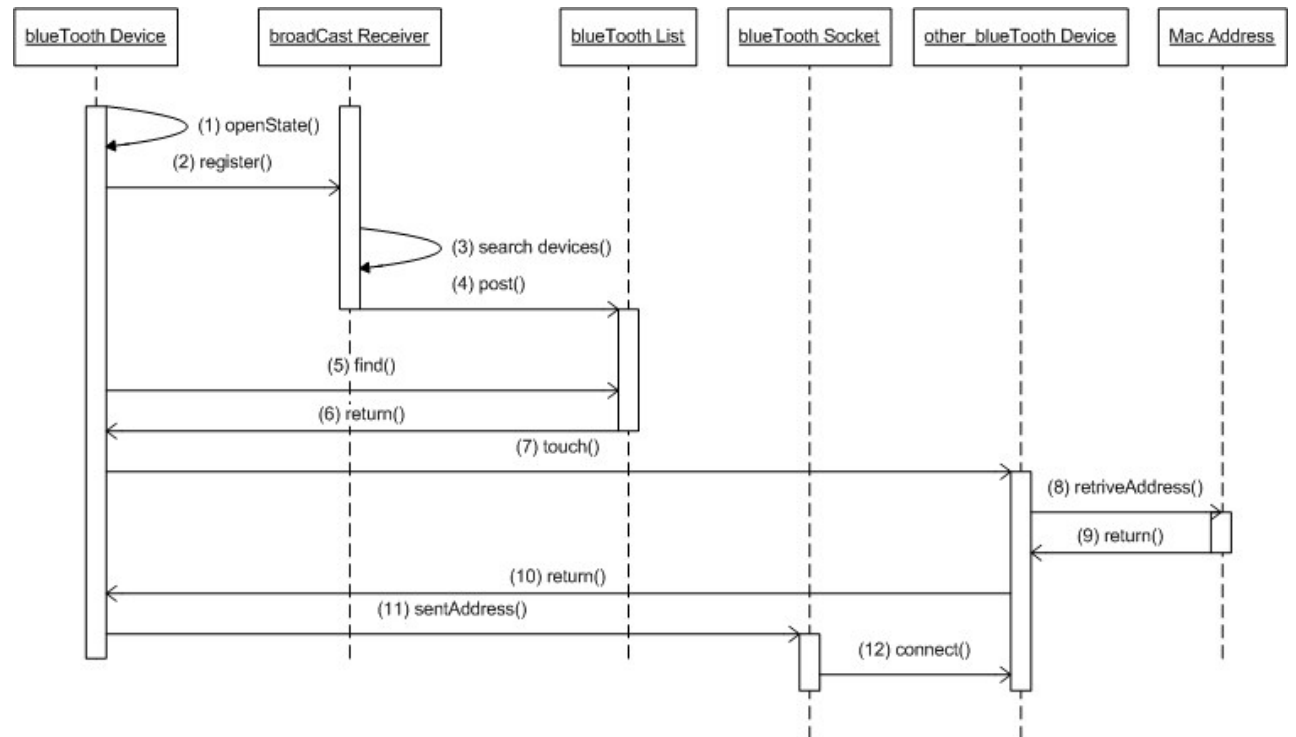 blueTooth Device
broadCast Receiver
blueTooth List
blueTooth Socket
other_blueTooth Device
Mac Address
(1) openState()
(2) register()
(3) search devices()
(4) post()
(5) find()
(6) return()
(7) touch()
(8) retriveAddress()
(9) return()
(10) return()
(11) sentAddress()
(12) connect()